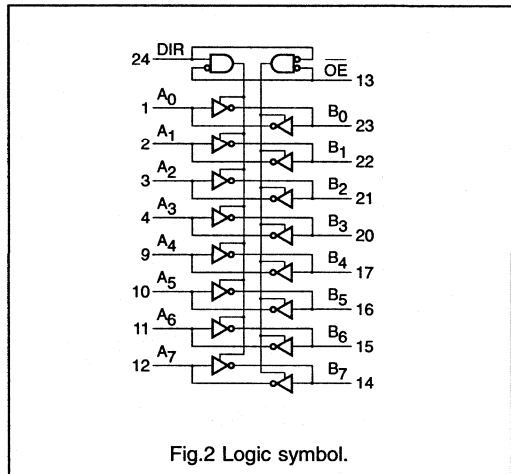 24 DIR
OE 13
1 A0
B0 23
2 A1
B1 22
3 A2
B2 21
4 A3
B3 20
9 A4
B4 17
10 A5
B5 16
11 A6
B6 15
12 A7
B7 14
Fig.2 Logic symbol.